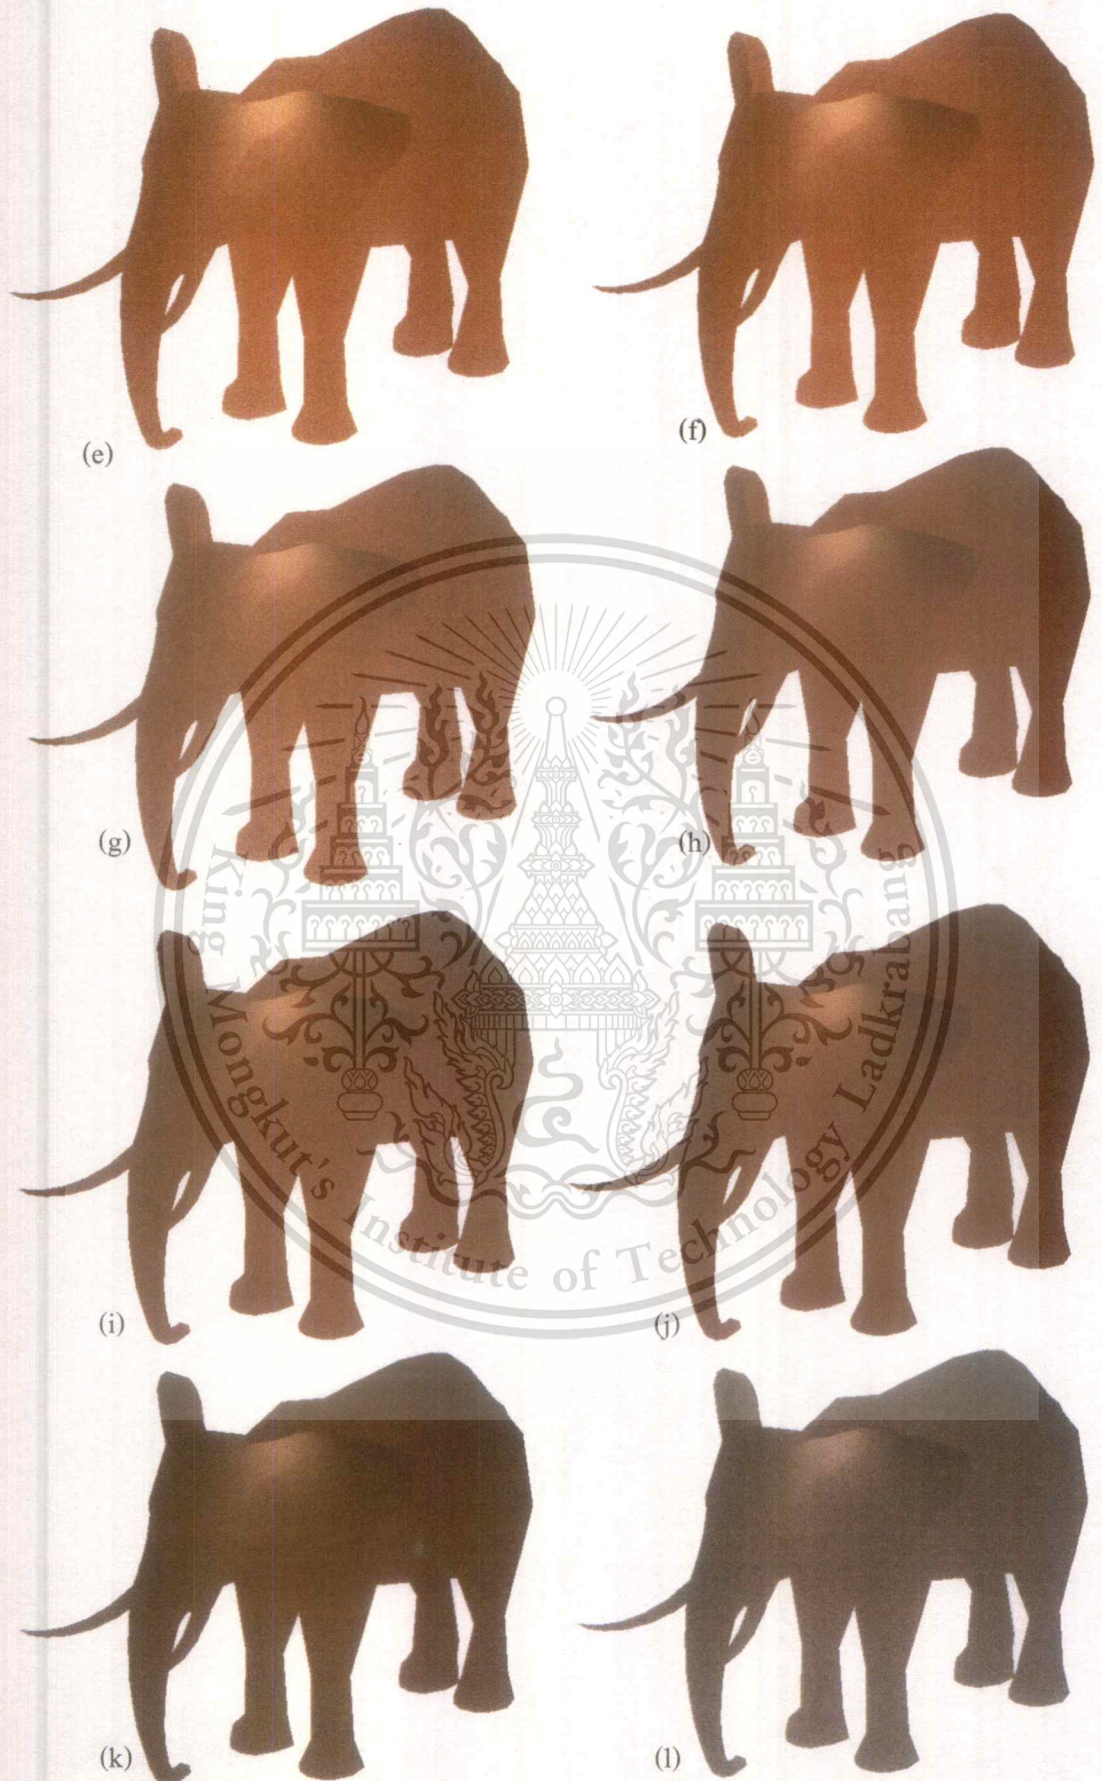 (e)
(f)
(g)
(h)
(i)
(j)
(k)
(l)
King Mongkut's Institute of Technology Ladkrabang